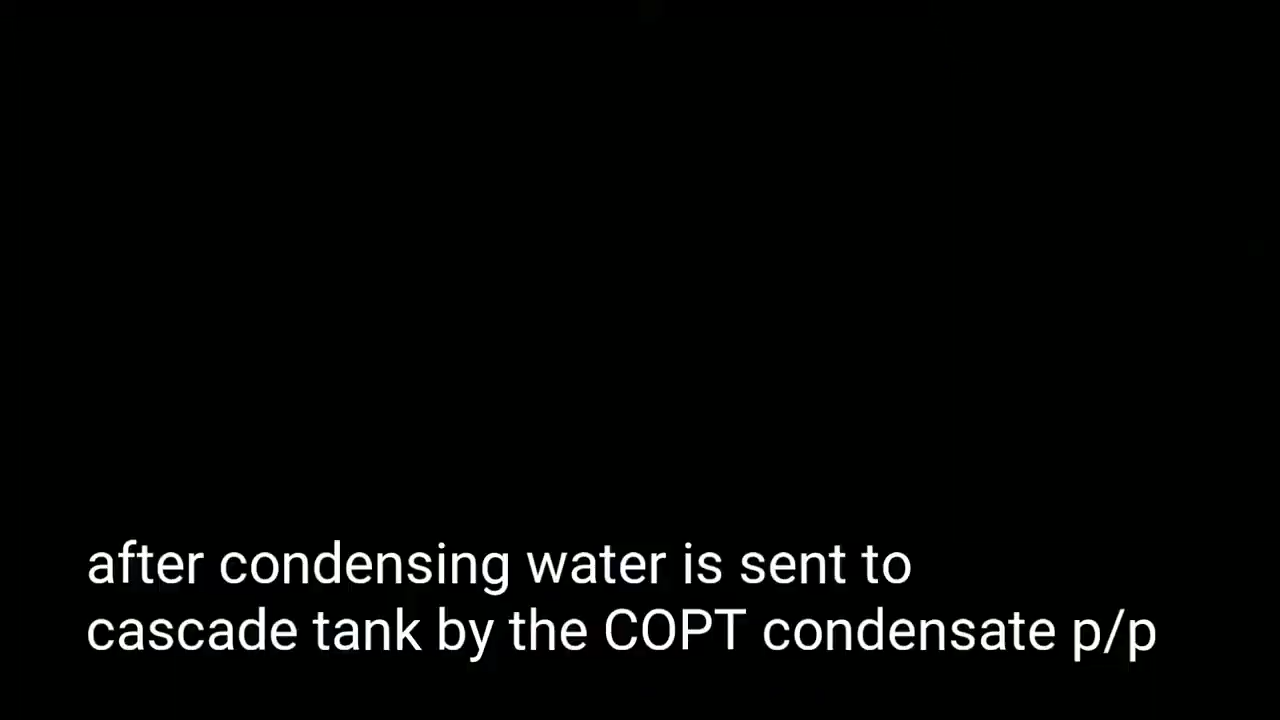 after condensing water is sent to
cascade tank by the COPT condensate p/p